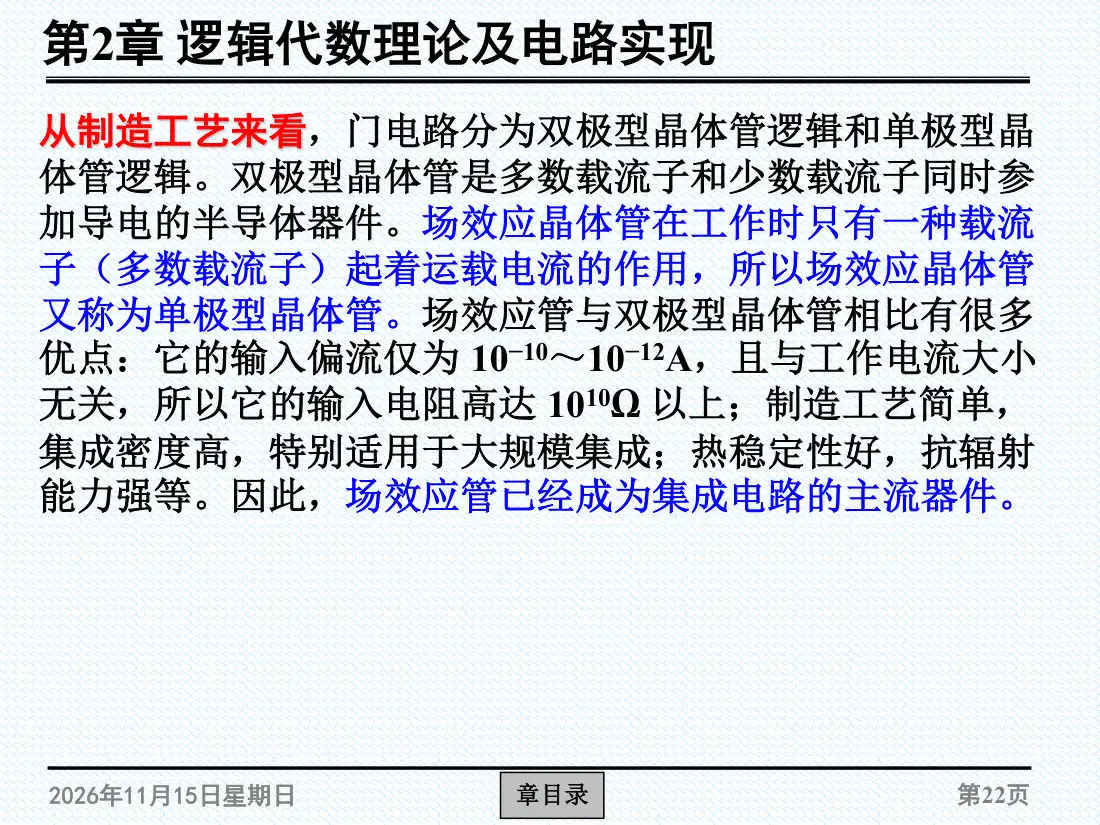 第2章 逻辑代数理论及电路实现
从制造工艺来看，门电路分为双极型晶体管逻辑和单极型晶
体管逻辑。双极型晶体管是多数载流子和少数载流子同时参
加导电的半导体器件。场效应晶体管在工作时只有一种载流
子（多数载流子）起着运载电流的作用，所以场效应晶体管
又称为单极型晶体管。场效应管与双极型晶体管相比有很多
优点：它的输入偏流仅为 10⁻¹⁰～10⁻¹²A，且与工作电流大小
无关，所以它的输入电阻高达 10¹⁰Ω 以上；制造工艺简单，
集成密度高，特别适用于大规模集成；热稳定性好，抗辐射
能力强等。因此，场效应管已经成为集成电路的主流器件。
2026年11月15日星期日
章目录
第22页